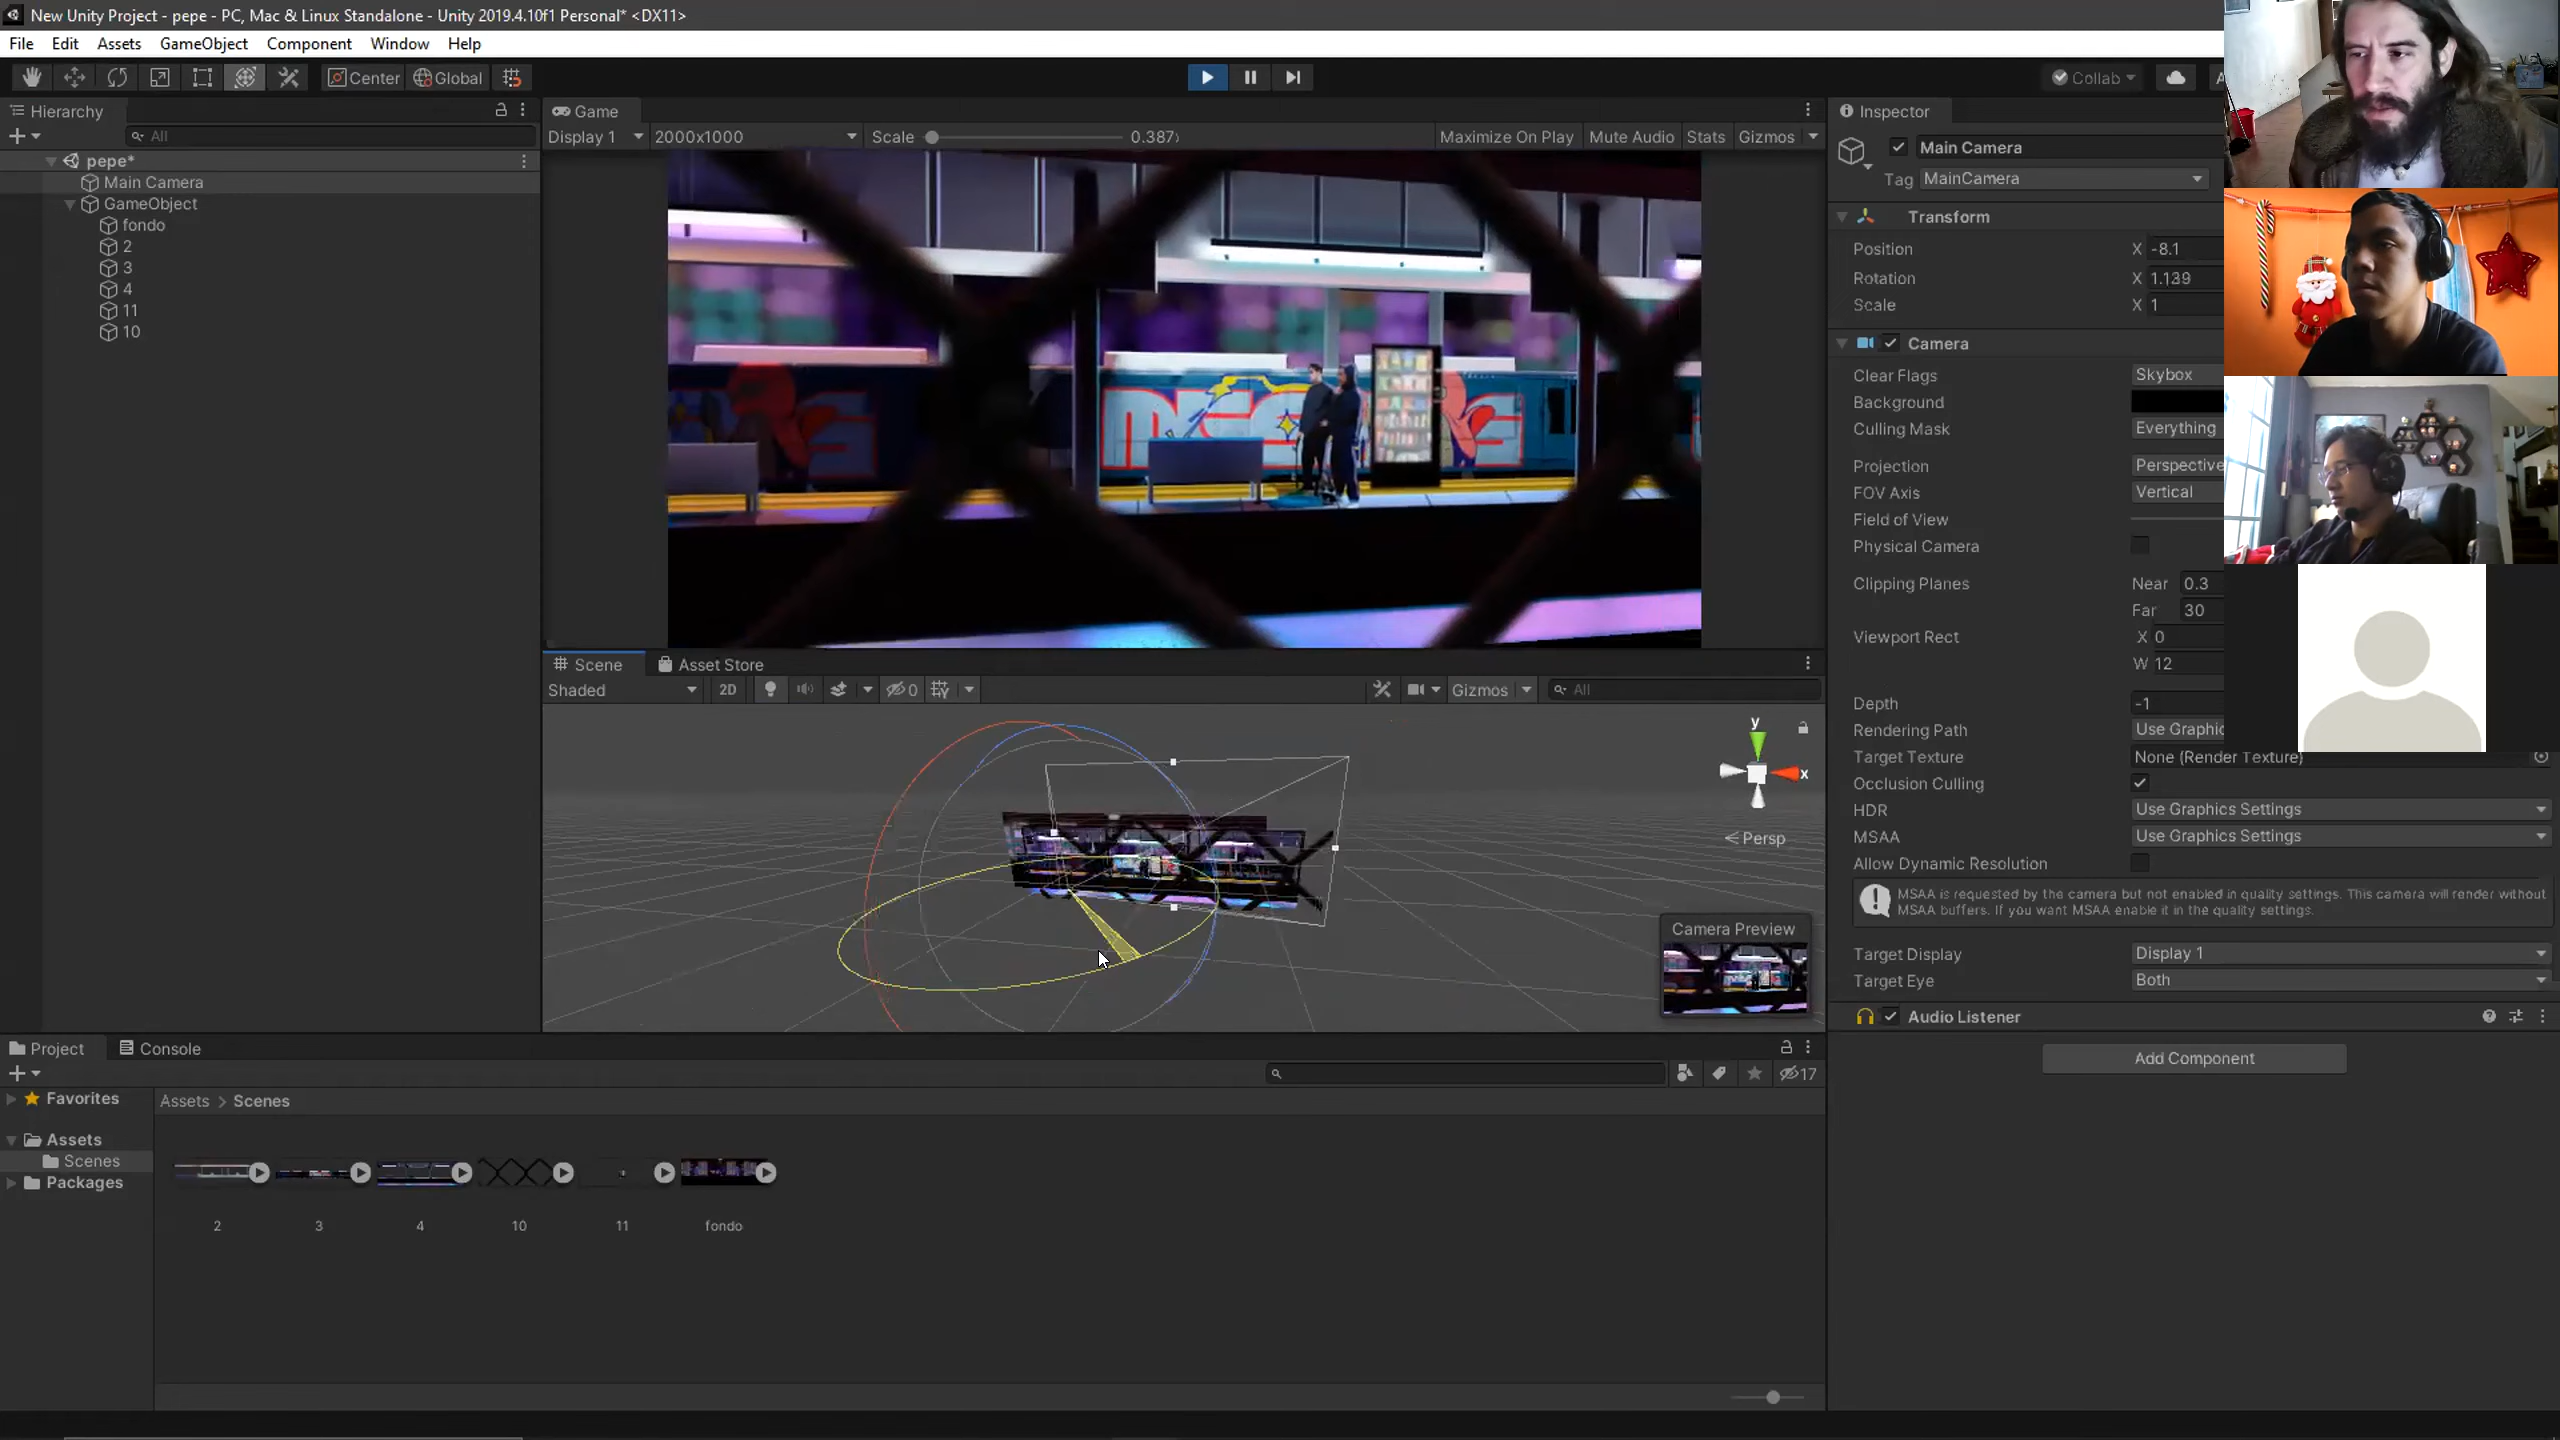 New Unity Project - pepe - PC, Mac & Linux Standalone - Unity 2019.4.10f1 Personal* <DX11>
File Edit Assets GameObject Component Window Help
Center Global Collab
Hierarchy
All
pepe*
Main Camera
GameObject
fondo
2
3
4
11
10
Game
Display 1 2000x1000 Scale 0.387 Maximize On Play Mute Audio Stats Gizmos
Scene Asset Store
Shaded 2D 0 Gizmos All
y
x
Persp
Camera Preview
Project Console
17
Favorites
Assets
Scenes
Packages
Assets > Scenes
2 3 4 10 11 fondo
Inspector
Main Camera
Tag MainCamera
Transform
Position X -8.1
Rotation X 1.139
Scale X 1
Camera
Clear Flags Skybox
Background
Culling Mask Everything
Projection Perspective
FOV Axis Vertical
Field of View
Physical Camera
Clipping Planes Near 0.3
Far 30
Viewport Rect X 0
W 12
Depth -1
Rendering Path Use Graphic
Target Texture None (Render Texture)
Occlusion Culling
HDR Use Graphics Settings
MSAA Use Graphics Settings
Allow Dynamic Resolution
MSAA is requested by the camera but not enabled in quality settings. This camera will render without
MSAA buffers. If you want MSAA enable it in the quality settings.
Target Display Display 1
Target Eye Both
Audio Listener
Add Component